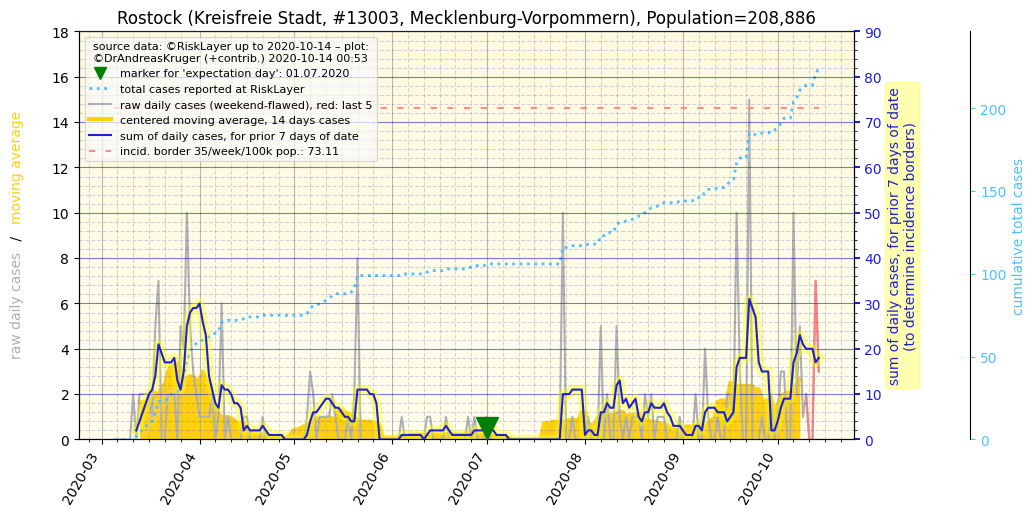 Rostock (Kreisfreie Stadt, #13003, Mecklenburg-Vorpommern), Population=208,886
source data: ©RiskLayer up to 2020-10-14 – plot:
©DrAndreasKruger (+contrib.) 2020-10-14 00:53
marker for 'expectation day': 01.07.2020
total cases reported at RiskLayer
raw daily cases (weekend-flawed), red: last 5
centered moving average, 14 days cases
sum of daily cases, for prior 7 days of date
incid. border 35/week/100k pop.: 73.11
raw daily cases / moving average
18
16
14
12
10
8
6
4
2
0
90
80
70
60
50
40
30
20
10
0
sum of daily cases, for prior 7 days of date
(to determine incidence borders)
200
150
100
50
0
cumulative total cases
2020-03
2020-04
2020-05
2020-06
2020-07
2020-08
2020-09
2020-10